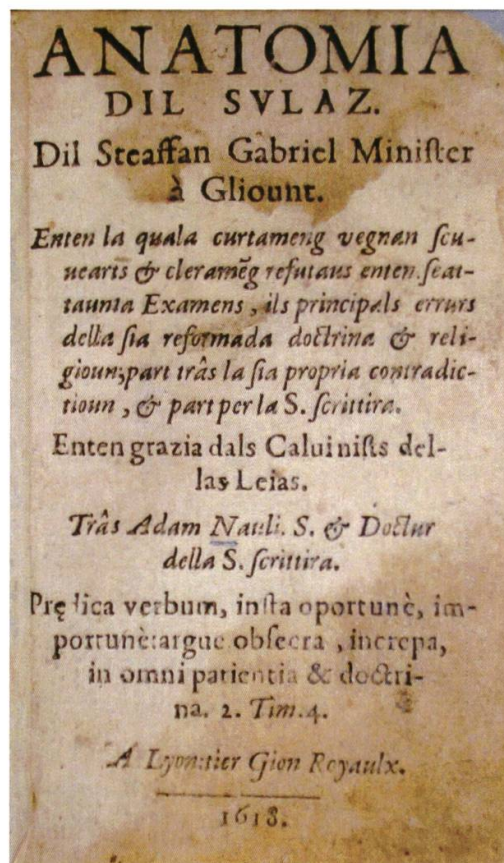 ANATOMIA
DIL SVLAZ.
Dil Steaffan Gabriel Miniſter
à Gliount.
Enten la quala curtameng vegnan ſcu-
uearts & cleramẽg refutaus enten ſeat-
taunta Examens, ils principals errurs
della ſia reformada doctrina & reli-
gioun, part trâs la ſia propria contradic-
tioun, & part per la S. ſcrittira.
Enten grazia dals Caluiniſts del-
las Leias.
Trâs Adam Nauli. S. & Doctur
della S. ſcrittira.
Prędica verbum, inſta oportunè, im-
portunè: argue obſecra, increpa,
in omni patientia & doctri-
na. 2. Tim. 4.
A Lyon: tier Gion Royaulx.
1618.